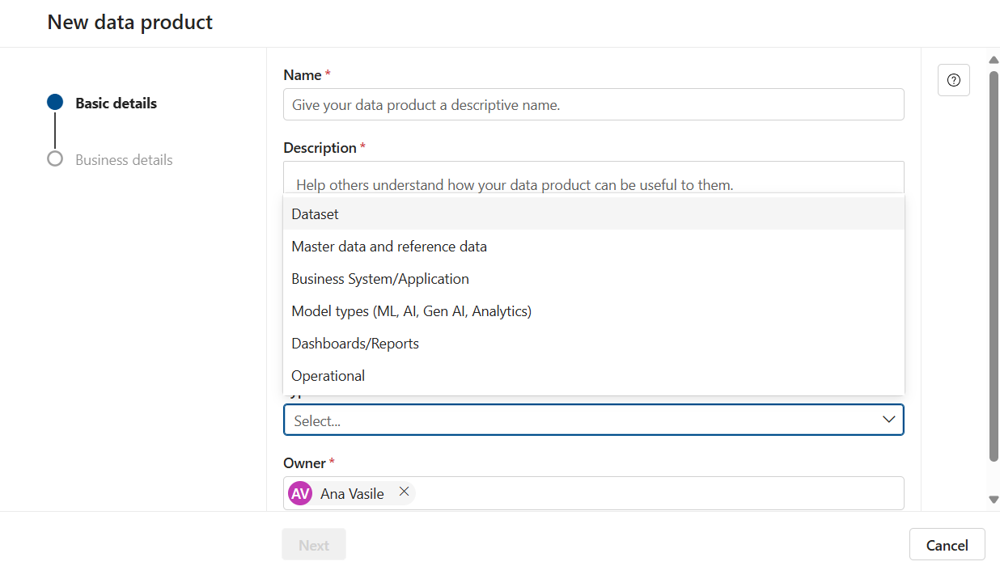 New data product
Basic details
Business details
Name *
Give your data product a descriptive name.
Description *
Help others understand how your data product can be useful to them.
Dataset
Master data and reference data
Business System/Application
Model types (ML, AI, Gen AI, Analytics)
Dashboards/Reports
Operational
Select...
Owner *
AV Ana Vasile
Next
Cancel